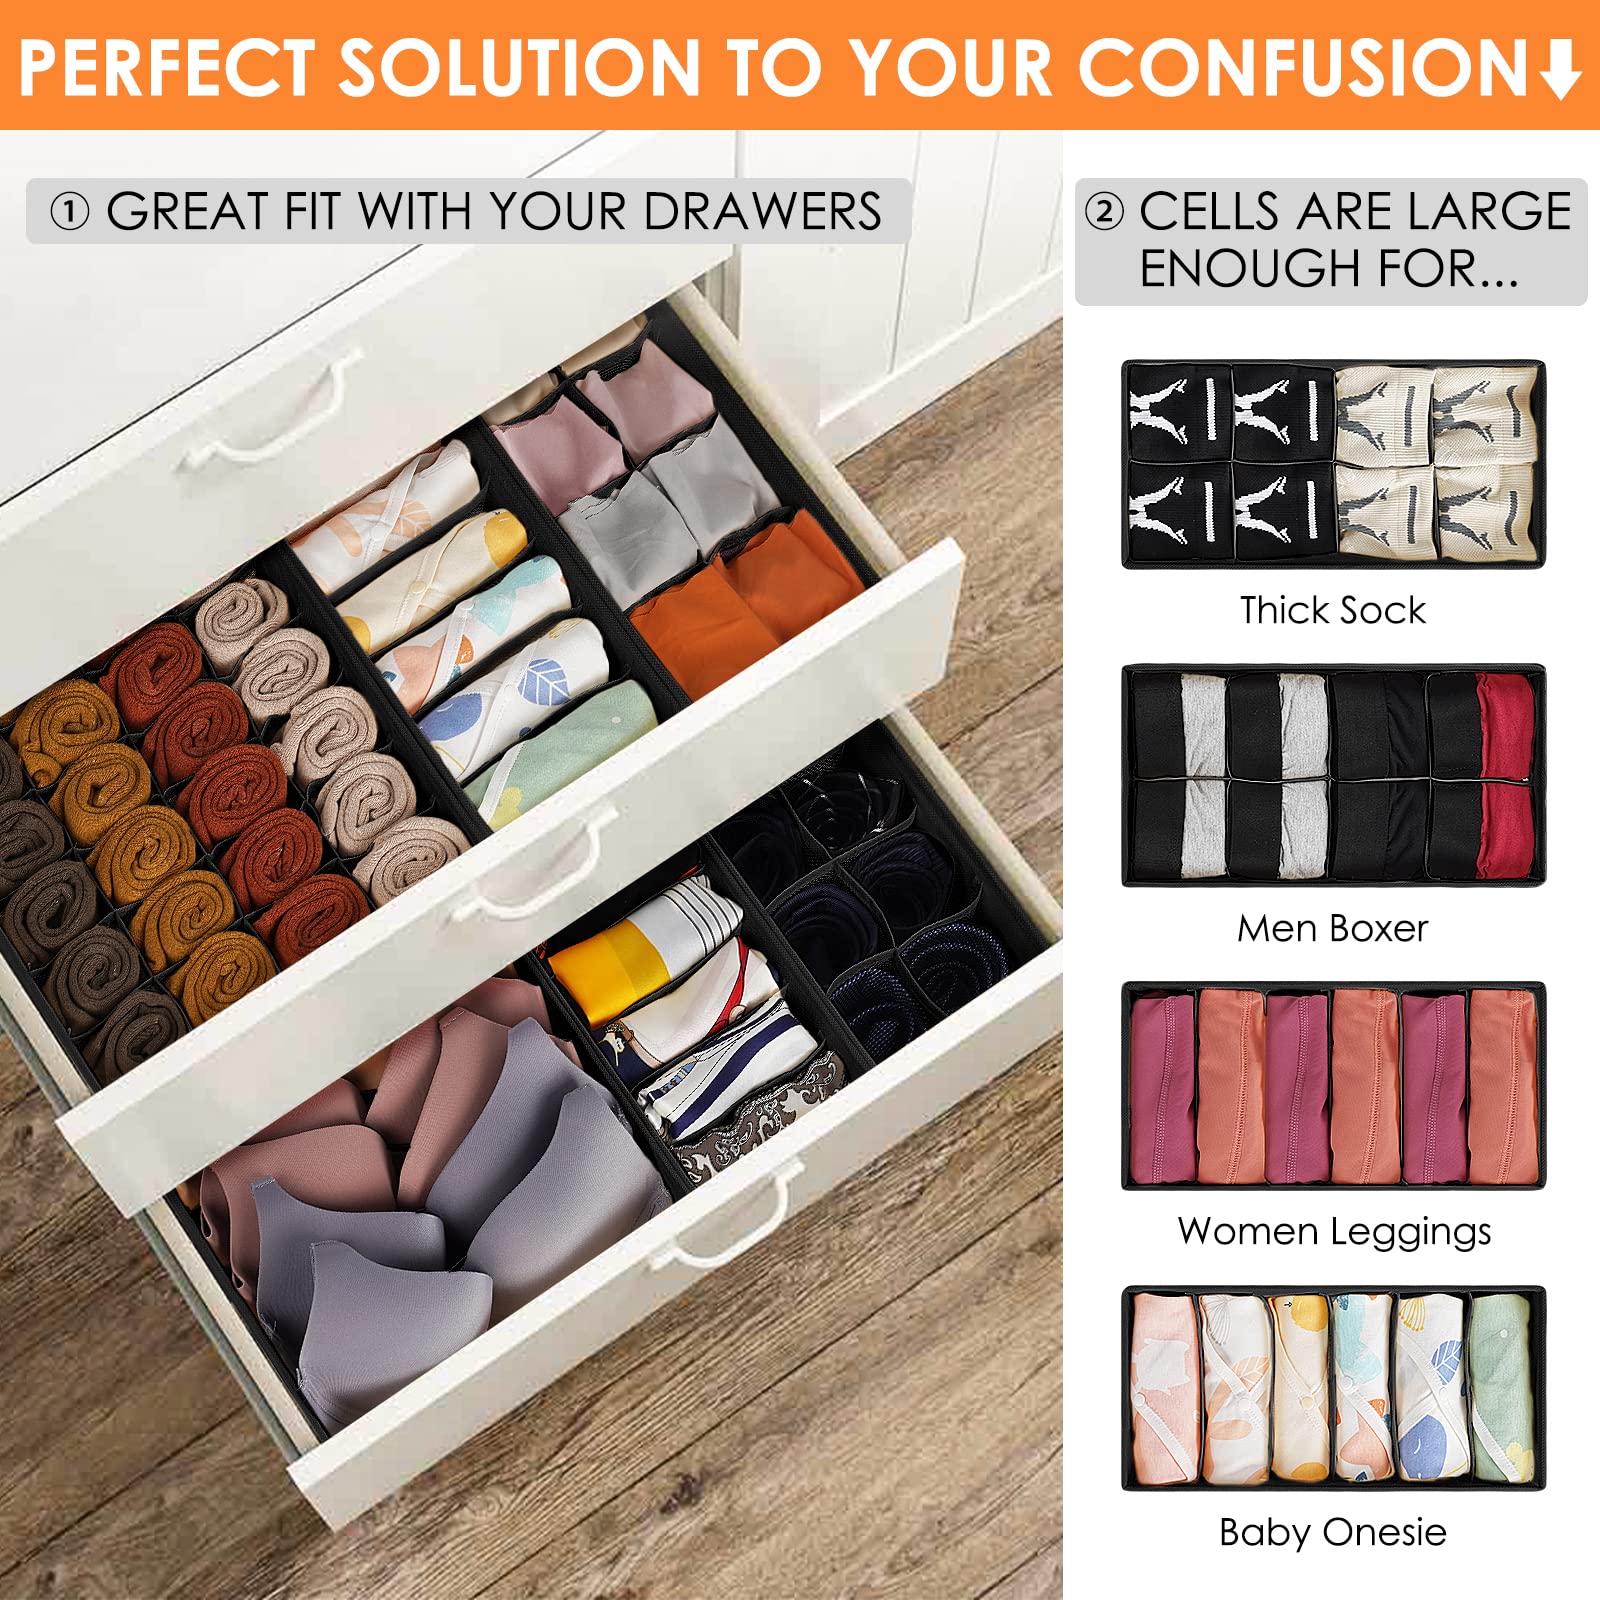 PERFECT SOLUTION TO YOUR CONFUSION⬇
① GREAT FIT WITH YOUR DRAWERS
② CELLS ARE LARGE
ENOUGH FOR...
Thick Sock
Men Boxer
Women Leggings
Baby Onesie